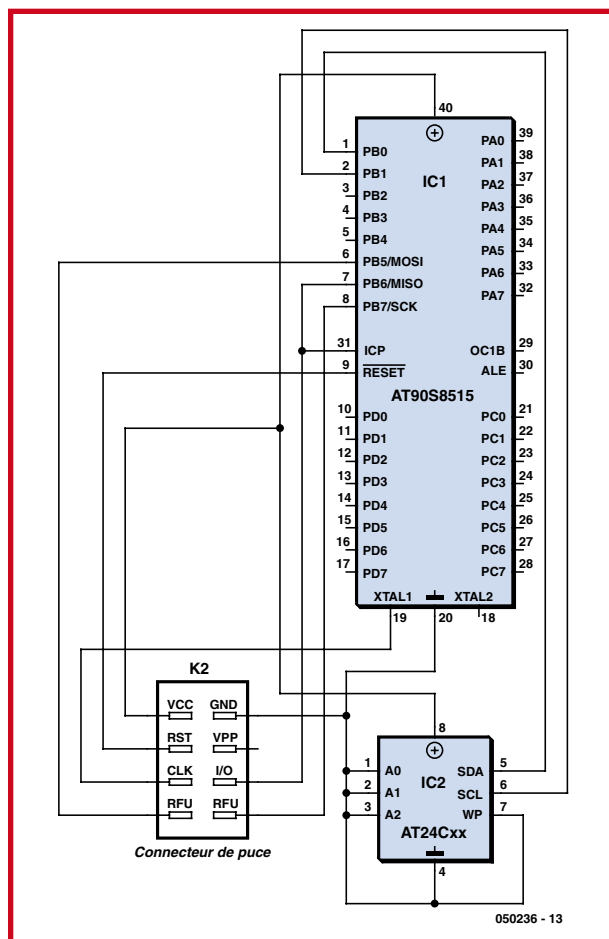 40
1
PB0
PA0
39
2
PB1
IC1
PA1
38
3
PB2
PA2
37
4
PB3
PA3
36
5
PB4
PA4
35
6
PB5/MOSI
PA5
34
7
PB6/MISO
PA6
33
8
PB7/SCK
PA7
32
31
ICP
OC1B
29
9
RESET
ALE
30
AT90S8515
10
PD0
PC0
21
11
PD1
PC1
22
12
PD2
PC2
23
13
PD3
PC3
24
14
PD4
PC4
25
15
PD5
PC5
26
16
PD6
PC6
27
17
PD7
PC7
28
XTAL1
XTAL2
19
20
18
K2
VCC
GND
RST
VPP
CLK
I/O
RFU
RFU
Connecteur de puce
8
1
A0
IC2
SDA
5
2
A1
SCL
6
3
A2
WP
7
AT24Cxx
4
050236 - 13